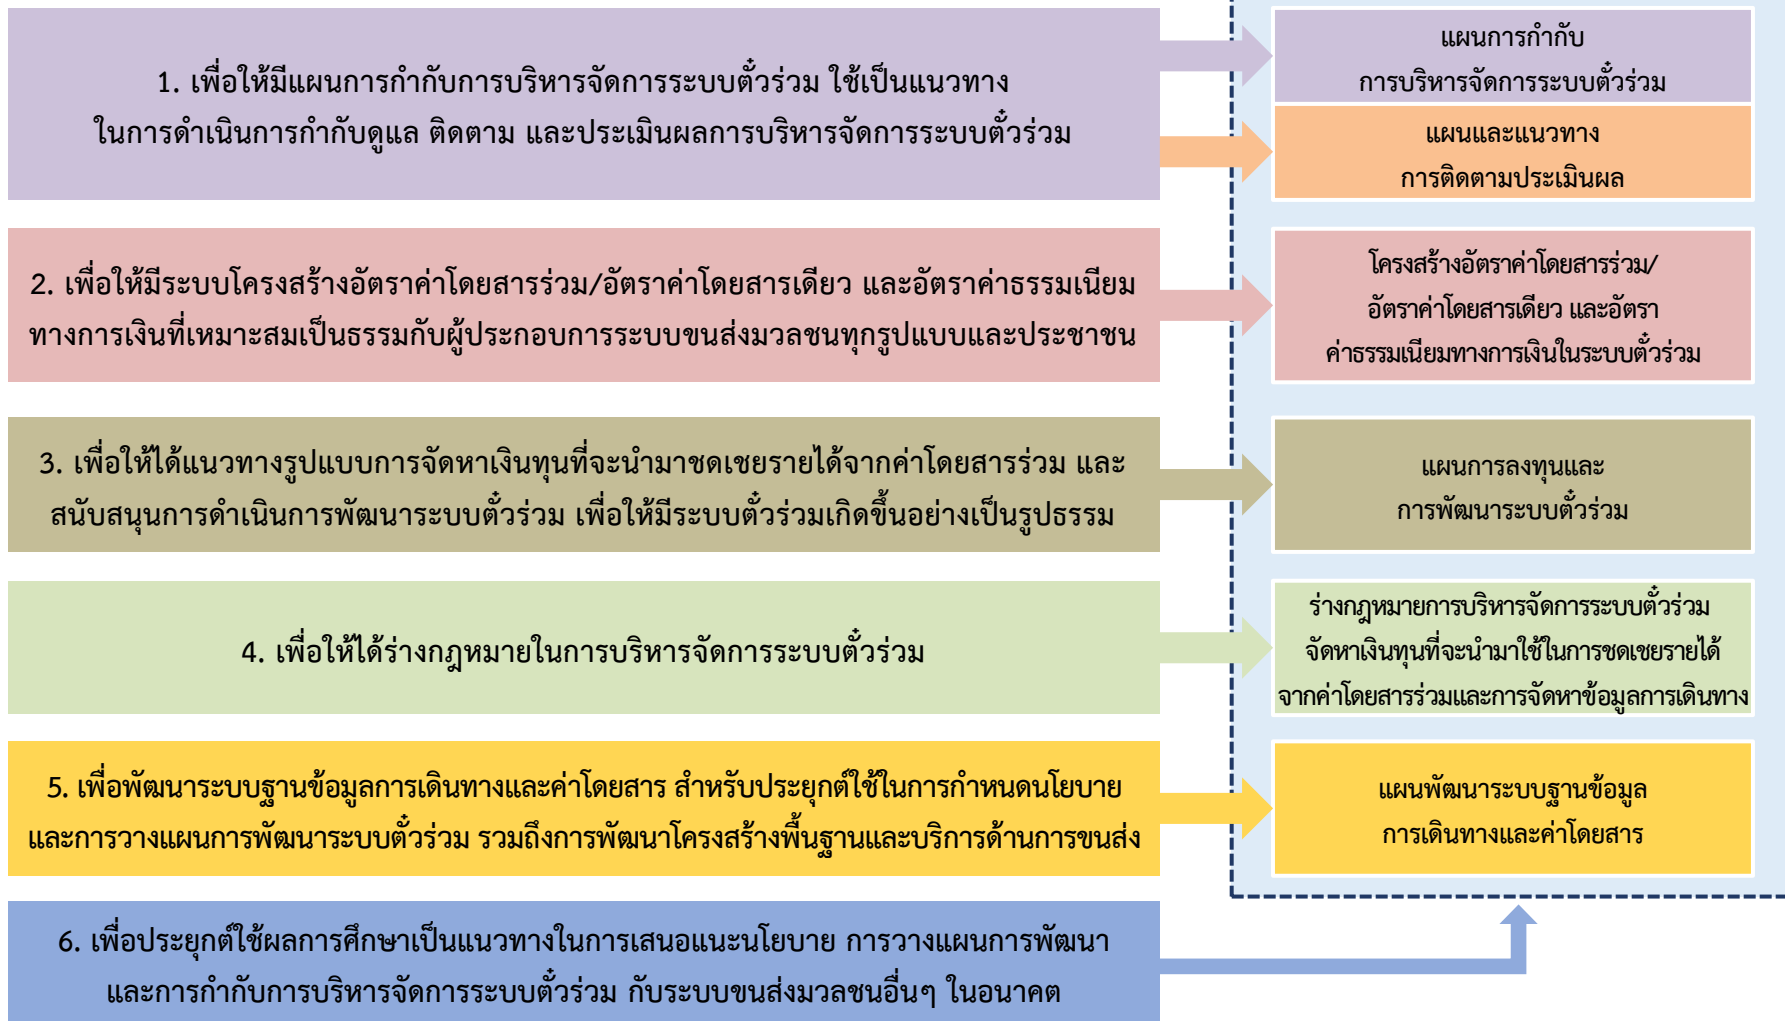 1. เพื่อให้มีแผนการกำกับการบริหารจัดการระบบตั๋วร่วม ใช้เป็นแนวทาง
ในการดำเนินการกำกับดูแล ติดตาม และประเมินผลการบริหารจัดการระบบตั๋วร่วม
แผนการกำกับ
การบริหารจัดการระบบตั๋วร่วม
แผนและแนวทาง
การติดตามประเมินผล
2. เพื่อให้มีระบบโครงสร้างอัตราค่าโดยสารร่วม/อัตราค่าโดยสารเดียว และอัตราค่าธรรมเนียม
ทางการเงินที่เหมาะสมเป็นธรรมกับผู้ประกอบการระบบขนส่งมวลชนทุกรูปแบบและประชาชน
โครงสร้างอัตราค่าโดยสารร่วม/
อัตราค่าโดยสารเดียว และอัตรา
ค่าธรรมเนียมทางการเงินในระบบตั๋วร่วม
3. เพื่อให้ได้แนวทางรูปแบบการจัดหาเงินทุนที่จะนำมาชดเชยรายได้จากค่าโดยสารร่วม และ
สนับสนุนการดำเนินการพัฒนาระบบตั๋วร่วม เพื่อให้มีระบบตั๋วร่วมเกิดขึ้นอย่างเป็นรูปธรรม
แผนการลงทุนและ
การพัฒนาระบบตั๋วร่วม
4. เพื่อให้ได้ร่างกฎหมายในการบริหารจัดการระบบตั๋วร่วม
ร่างกฎหมายการบริหารจัดการระบบตั๋วร่วม
จัดหาเงินทุนที่จะนำมาใช้ในการชดเชยรายได้
จากค่าโดยสารร่วมและการจัดหาข้อมูลการเดินทาง
5. เพื่อพัฒนาระบบฐานข้อมูลการเดินทางและค่าโดยสาร สำหรับประยุกต์ใช้ในการกำหนดนโยบาย
และการวางแผนการพัฒนาระบบตั๋วร่วม รวมถึงการพัฒนาโครงสร้างพื้นฐานและบริการด้านการขนส่ง
แผนพัฒนาระบบฐานข้อมูล
การเดินทางและค่าโดยสาร
6. เพื่อประยุกต์ใช้ผลการศึกษาเป็นแนวทางในการเสนอแนะนโยบาย การวางแผนการพัฒนา
และการกำกับการบริหารจัดการระบบตั๋วร่วม กับระบบขนส่งมวลชนอื่นๆ ในอนาคต